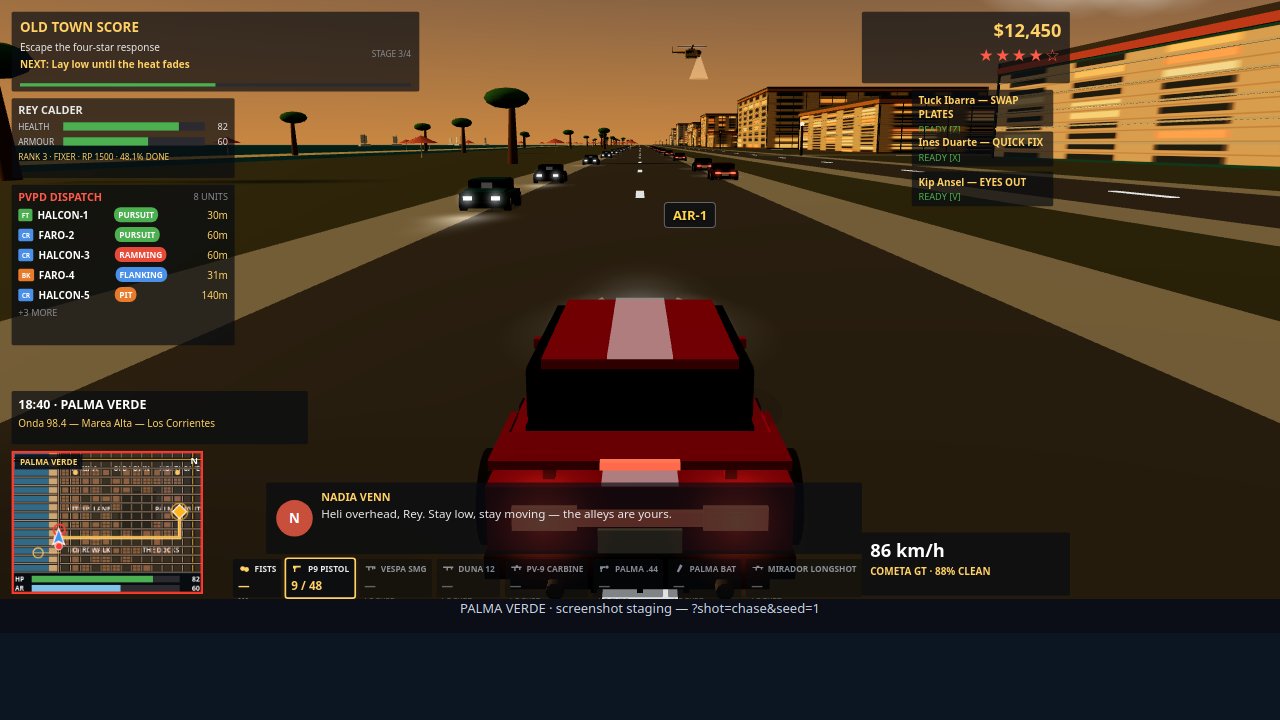 OLD TOWN SCORE
Escape the four-star response
STAGE 3/4
NEXT: Lay low until the heat fades
$12,450
★★★★☆
REY CALDER
HEALTH 82
ARMOUR 60
RANK 3 · FIXER · RP 1500 · 48.1% DONE
Tuck Ibarra — SWAP
PLATES
READY [Z]
Ines Duarte — QUICK FIX
READY [X]
Kip Ansel — EYES OUT
READY [V]
PVPD DISPATCH 8 UNITS
FT HALCON-1 PURSUIT 30m
CR FARO-2 PURSUIT 60m
CR HALCON-3 RAMMING 60m
BK FARO-4 FLANKING 31m
CR HALCON-5 PIT 140m
+3 MORE
AIR-1
18:40 · PALMA VERDE
Onda 98.4 — Marea Alta — Los Corrientes
PALMA VERDE N
HP 82
AR 60
NADIA VENN
N
Heli overhead, Rey. Stay low, stay moving — the alleys are yours.
FISTS
—
P9 PISTOL
9 / 48
VESPA SMG
—
DUNA 12
—
PV-9 CARBINE
—
PALMA .44
—
PALMA BAT
—
MIRADOR LONGSHOT
—
86 km/h
COMETA GT · 88% CLEAN
PALMA VERDE · screenshot staging — ?shot=chase&seed=1